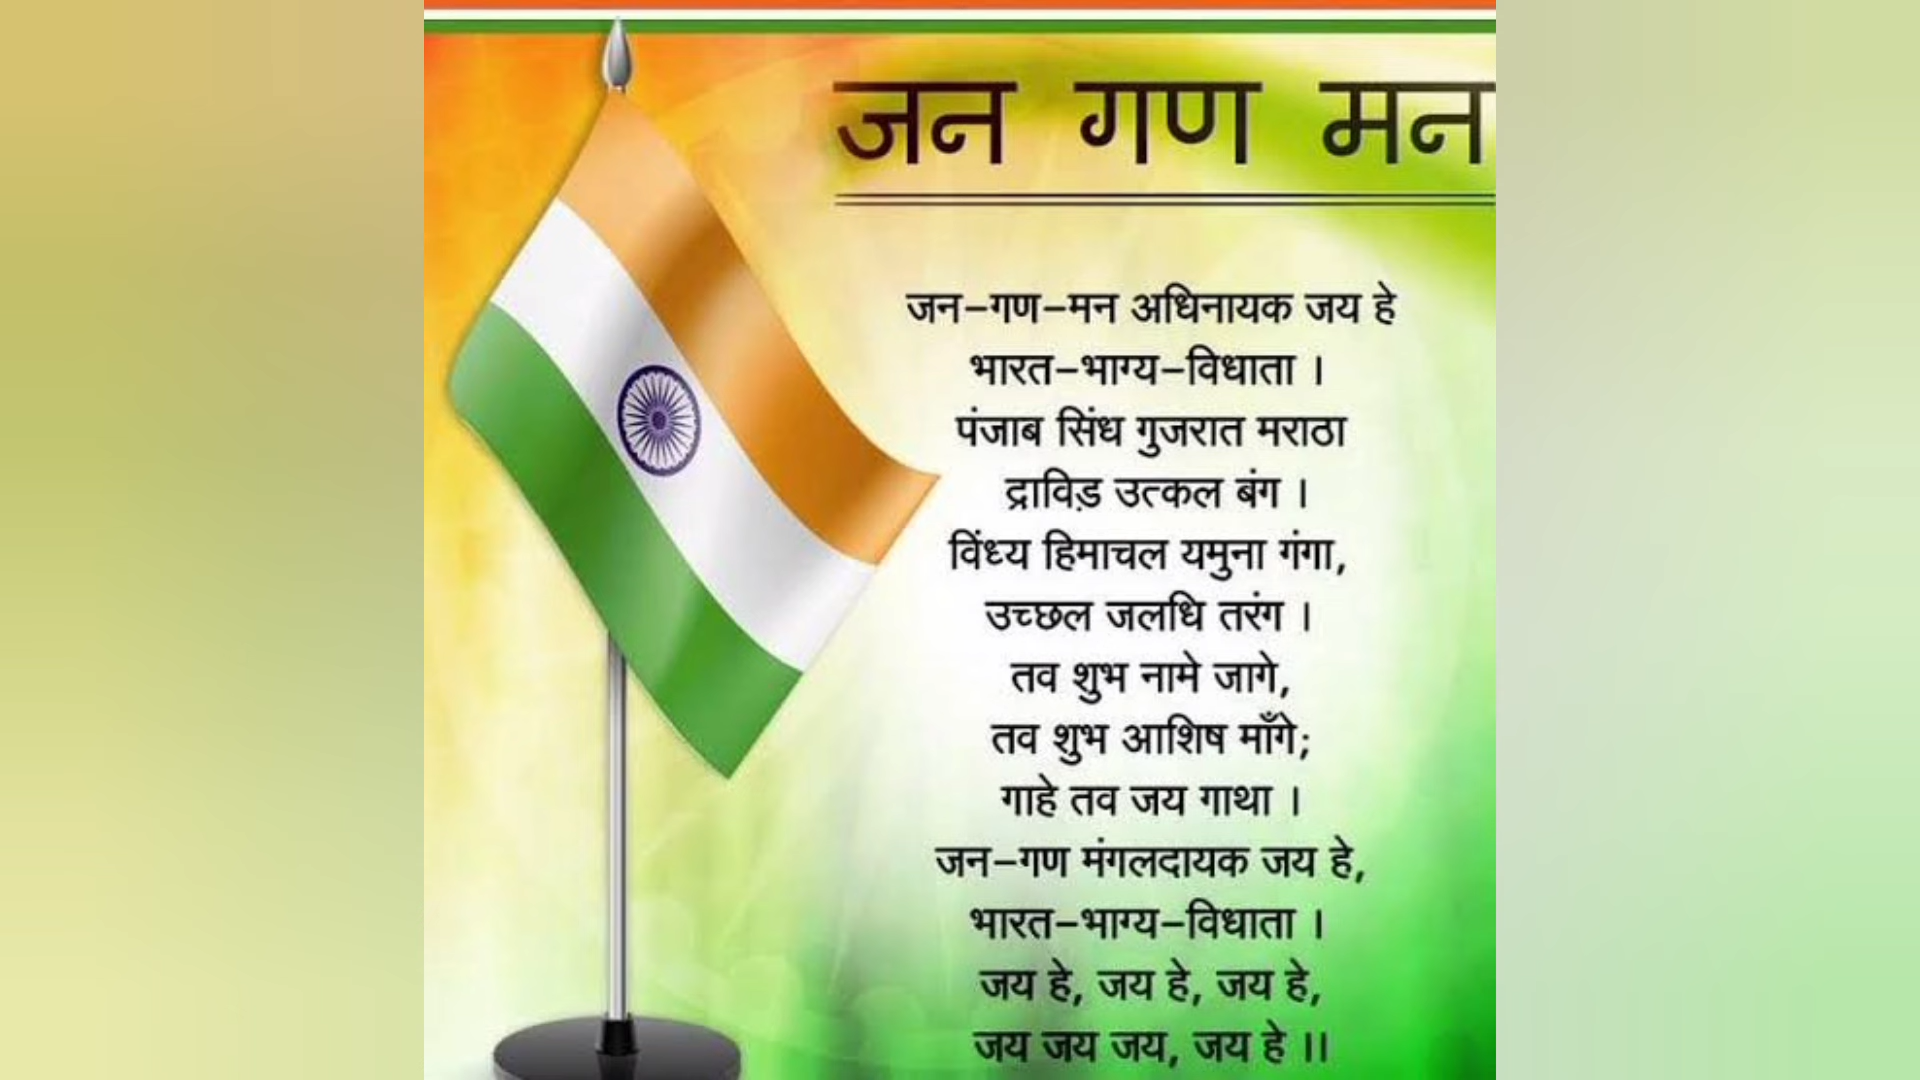 जन गण मन
जन–गण–मन अधिनायक जय हे
भारत–भाग्य–विधाता ।
पंजाब सिंध गुजरात मराठा
द्राविड़ उत्कल बंग ।
विंध्य हिमाचल यमुना गंगा,
उच्छल जलधि तरंग ।
तव शुभ नामे जागे,
तव शुभ आशिष माँगे;
गाहे तव जय गाथा ।
जन–गण मंगलदायक जय हे,
भारत–भाग्य–विधाता ।
जय हे, जय हे, जय हे,
जय जय जय, जय हे ।।